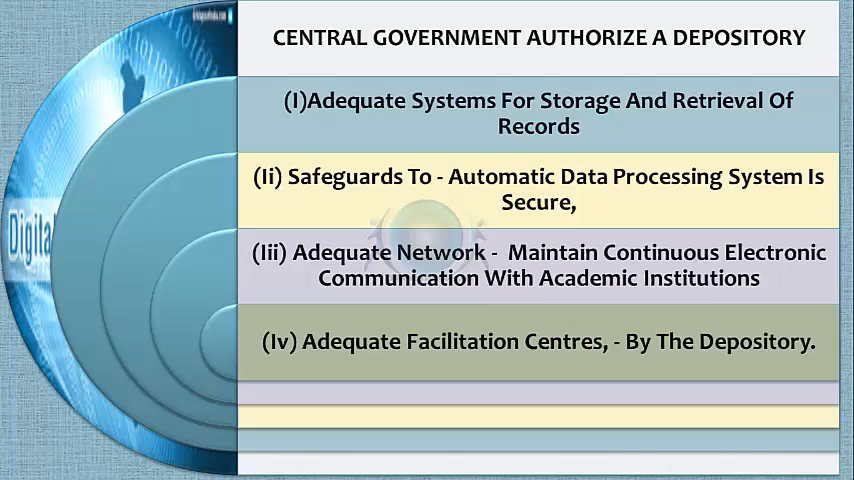 CENTRAL GOVERNMENT AUTHORIZE A DEPOSITORY
(I)Adequate Systems For Storage And Retrieval Of
Records
(Ii) Safeguards To - Automatic Data Processing System Is
Secure,
(Iii) Adequate Network -  Maintain Continuous Electronic
Communication With Academic Institutions
(Iv) Adequate Facilitation Centres, - By The Depository.
Digita